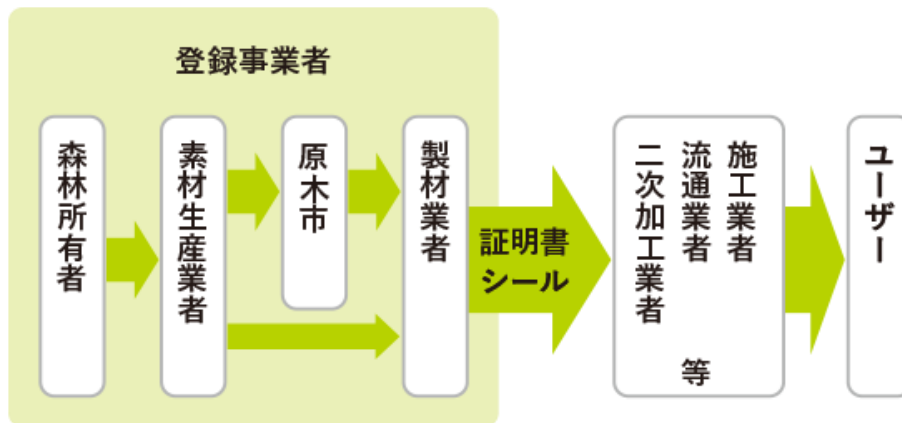 登録事業者
森林所有者
素材生産業者
原木市
製材業者
証明書
シール
施工業者
流通業者 等
二次加工業者
ユーザー